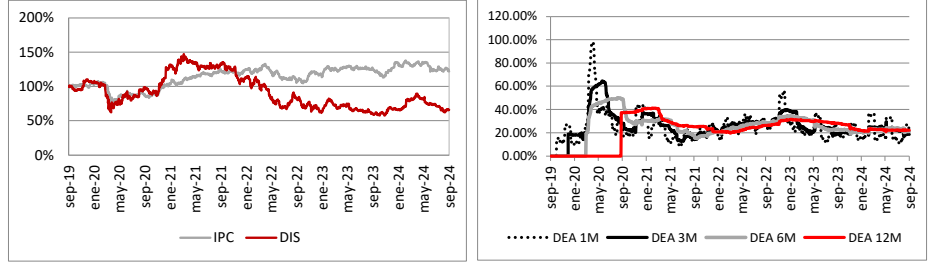 200%
150%
100%
50%
0%
sep-19
ene-20
may-20
sep-20
ene-21
may-21
sep-21
ene-22
may-22
sep-22
ene-23
may-23
sep-23
ene-24
may-24
sep-24
IPC DIS
120.00%
100.00%
80.00%
60.00%
40.00%
20.00%
0.00%
sep-19
ene-20
may-20
sep-20
ene-21
may-21
sep-21
ene-22
may-22
sep-22
ene-23
may-23
sep-23
ene-24
may-24
sep-24
DEA 1M DEA 3M DEA 6M DEA 12M